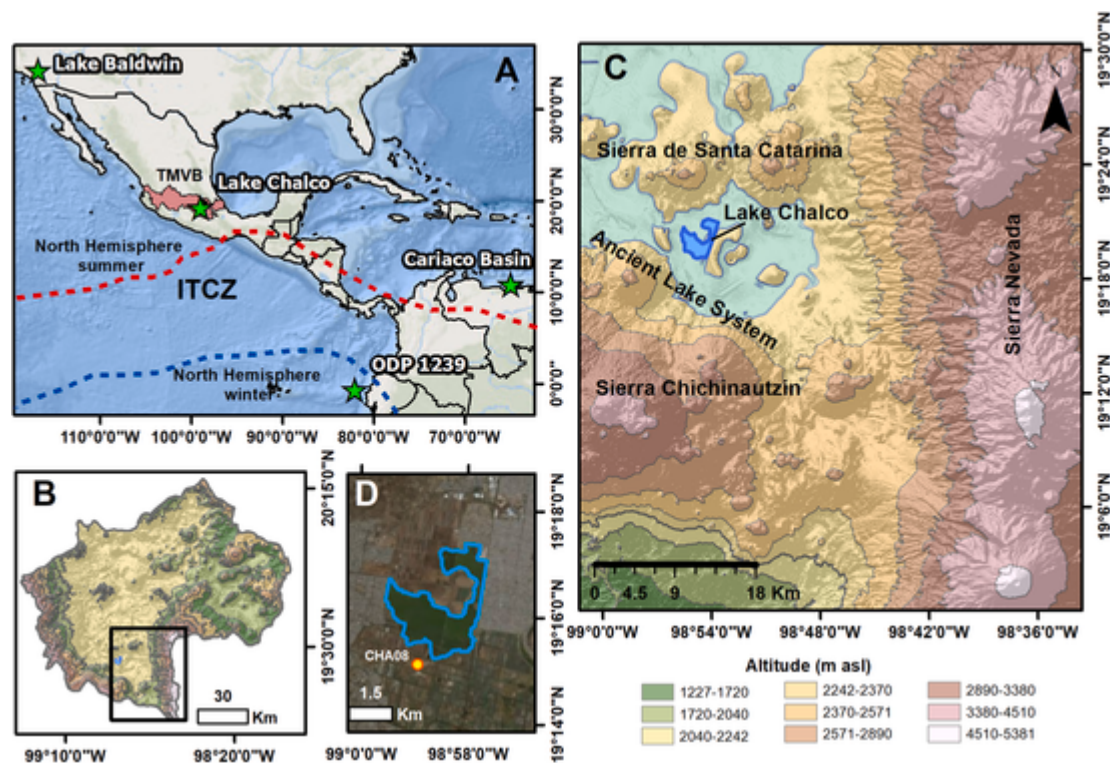 A
Lake Baldwin
TMVB
Lake Chalco
North Hemisphere
summer
ITCZ
Cariaco Basin
ODP 1239
North Hemisphere
winter
30°0'0"N
20°0'0"N
10°0'0"N
0°0'0"N
110°0'0"W
100°0'0"W
90°0'0"W
80°0'0"W
70°0'0"W
B
20°15'0"N
19°30'0"N
30
Km
99°10'0"W
98°20'0"W
D
CHA08
1.5
Km
19°18'0"N
19°16'0"N
19°14'0"N
99°0'0"W
98°58'0"W
C
Sierra de Santa Catarina
Lake Chalco
Ancient Lake System
Sierra Nevada
Sierra Chichinautzin
0 4.5 9 18 Km
19°30'0"N
19°24'0"N
19°18'0"N
19°12'0"N
19°6'0"N
99°0'0"W
98°54'0"W
98°48'0"W
98°42'0"W
98°36'0"W
Altitude (m asl)
1227-1720
1720-2040
2040-2242
2242-2370
2370-2571
2571-2890
2890-3380
3380-4510
4510-5381